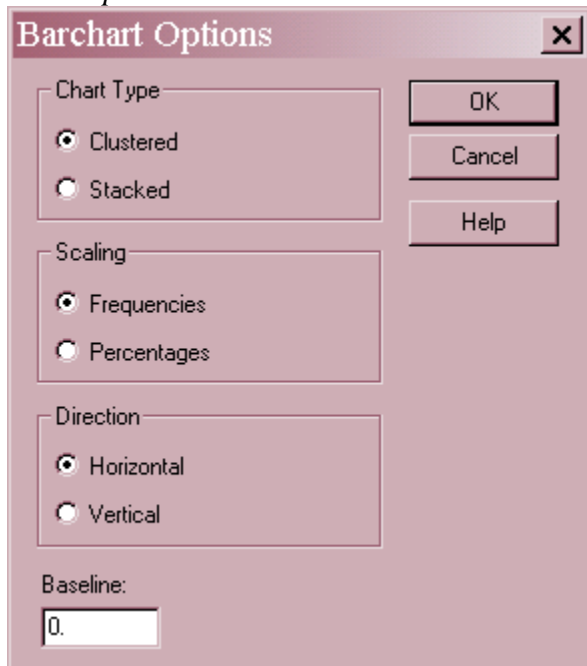 Barchart Options
Chart Type
Clustered
Stacked
OK
Cancel
Help
Scaling
Frequencies
Percentages
Direction
Horizontal
Vertical
Baseline:
0.